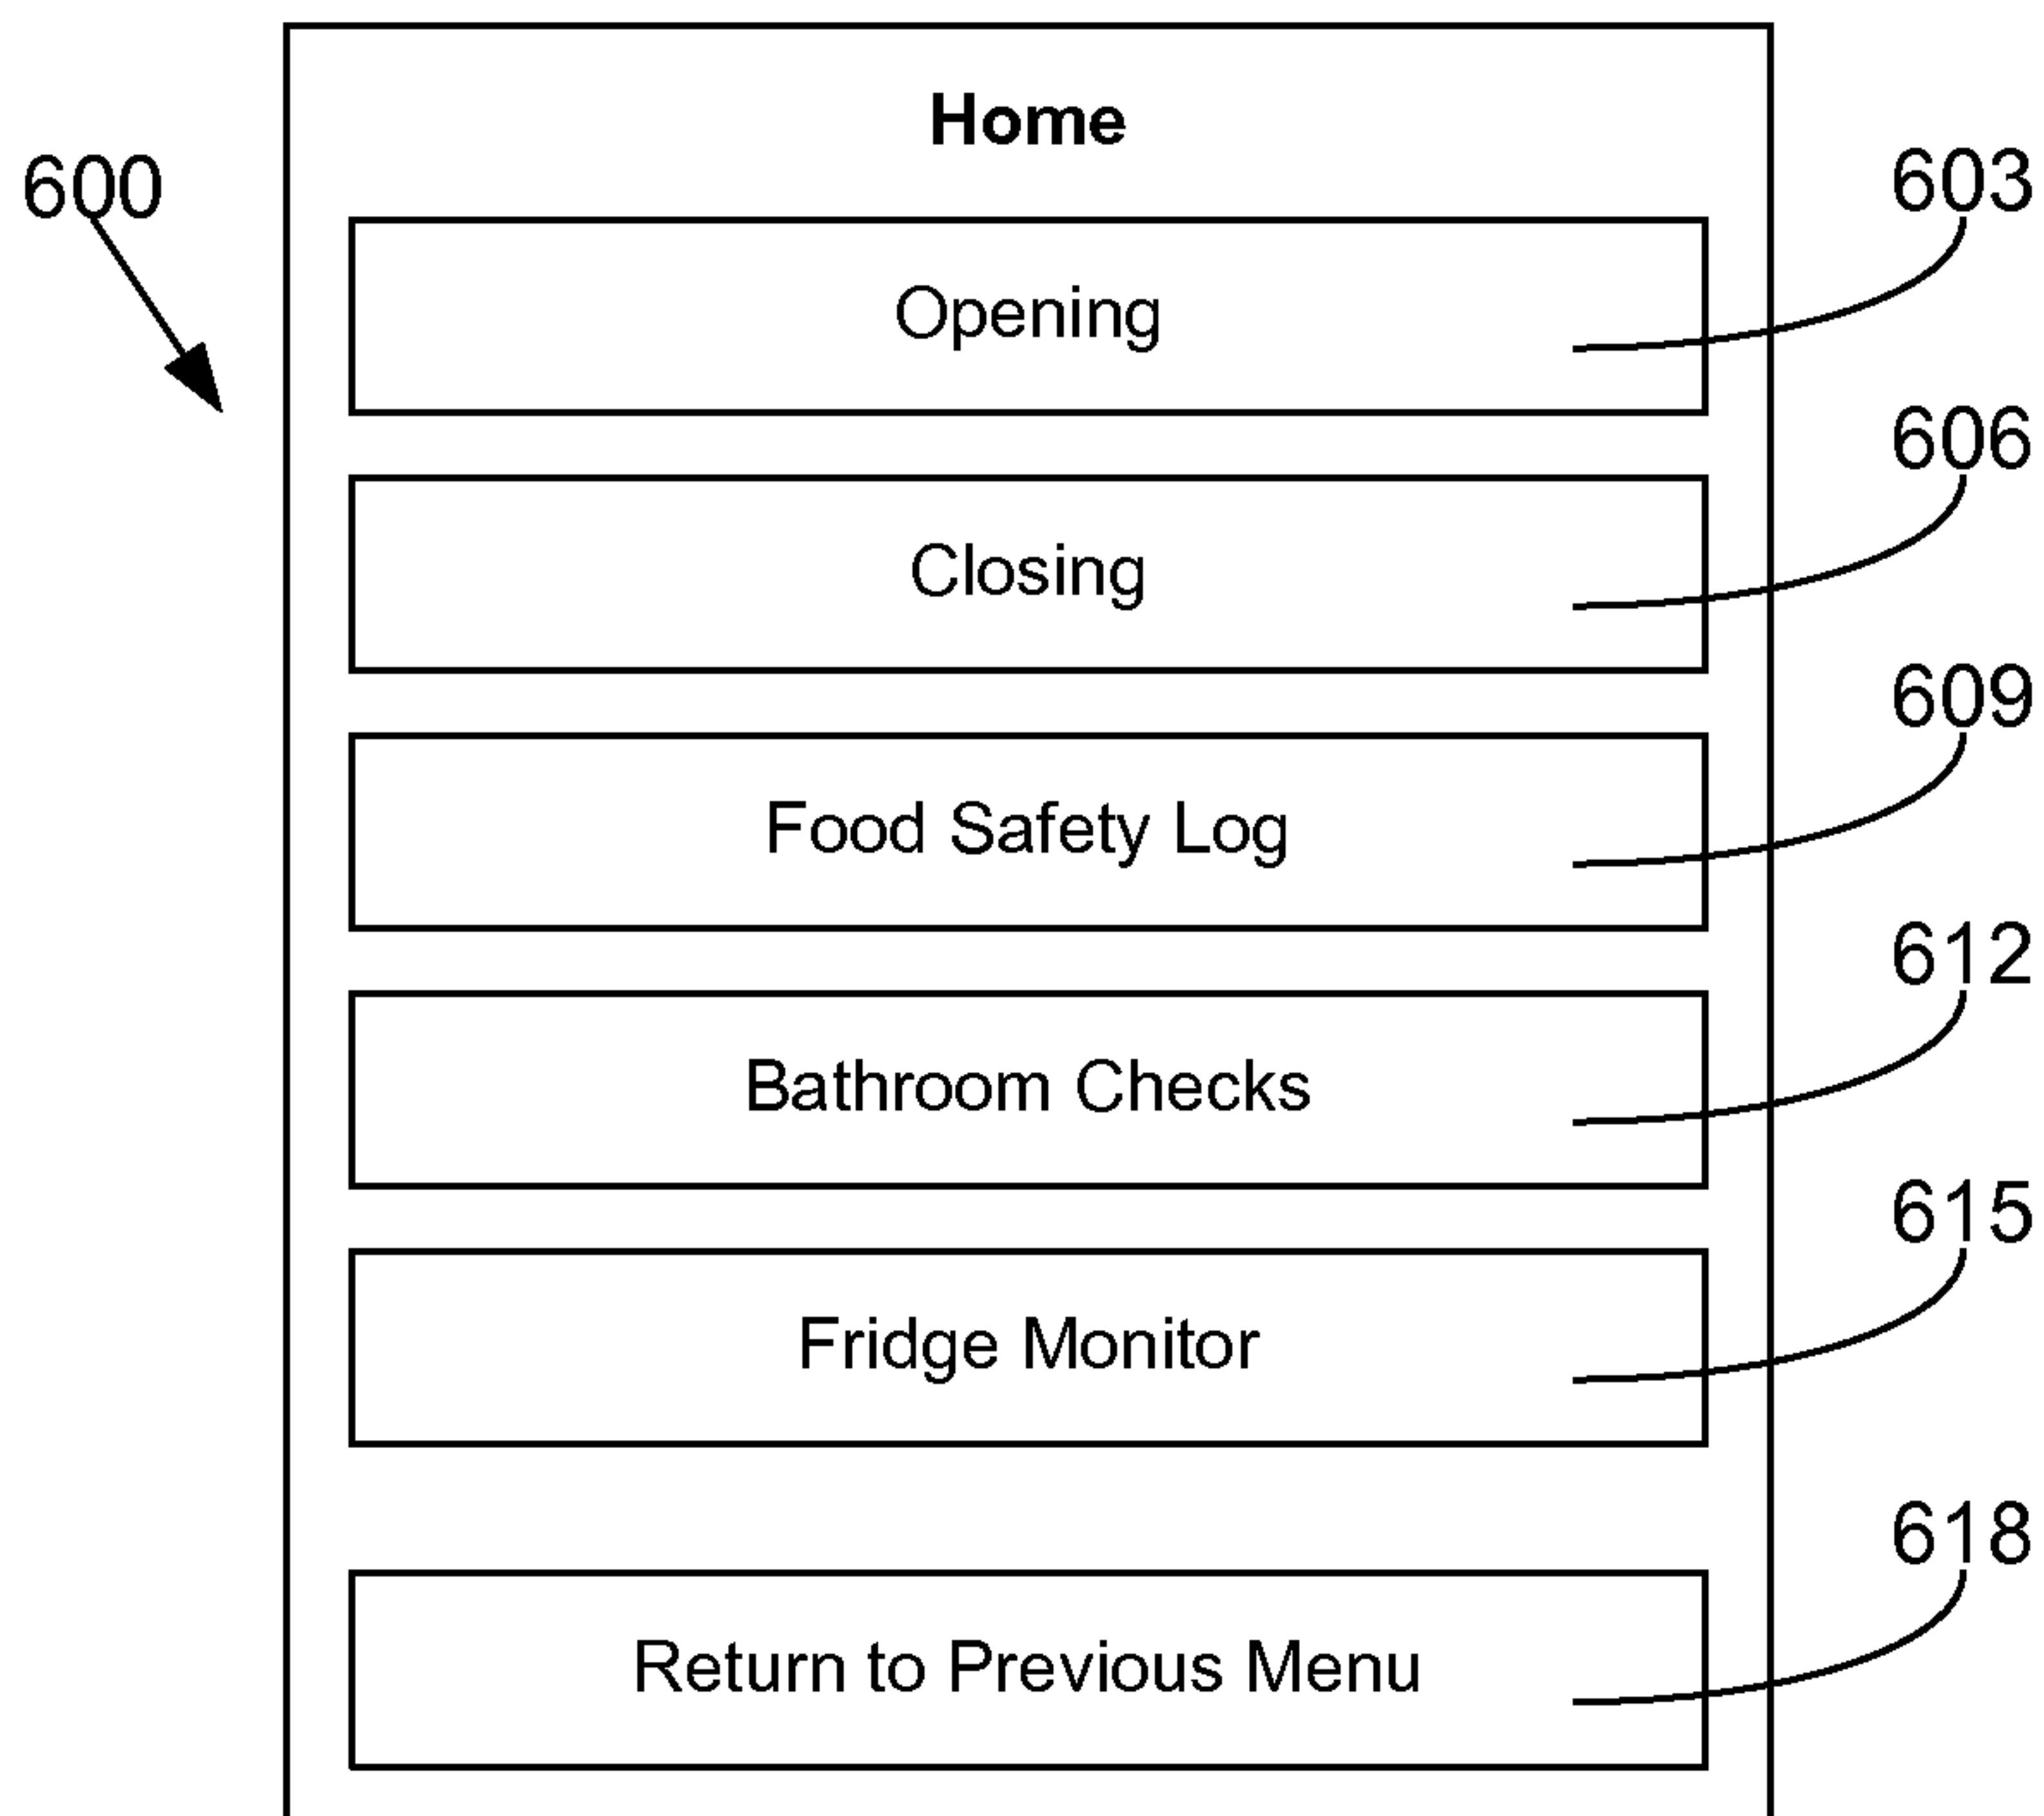 Home
600
603
Opening
606
Closing
609
Food Safety Log
612
Bathroom Checks
615
Fridge Monitor
618
Return to Previous Menu